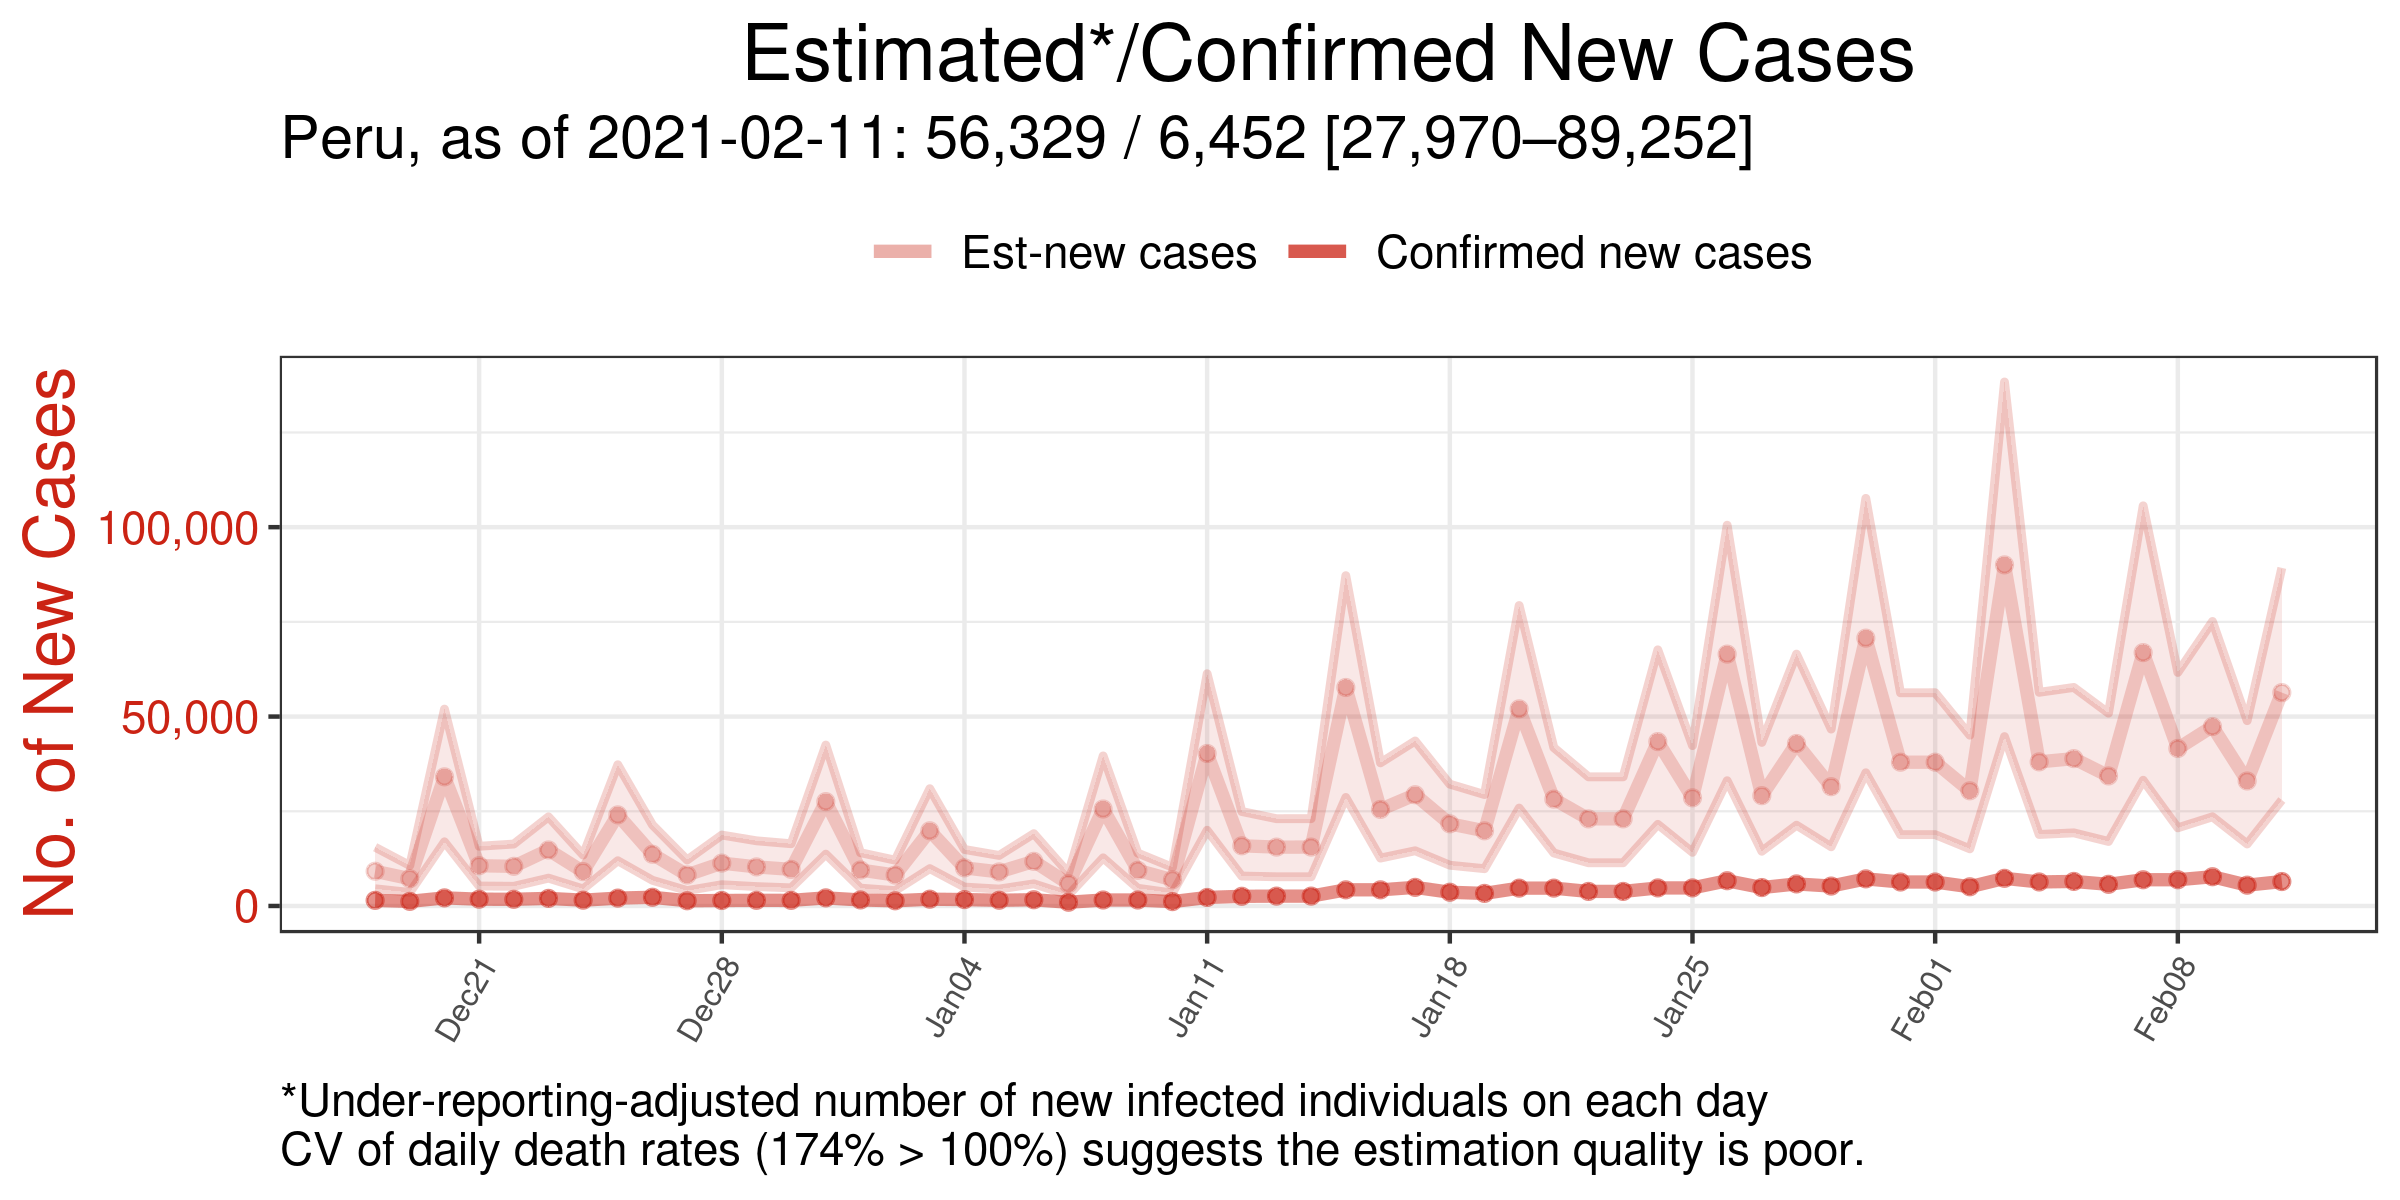 Estimated*/Confirmed New Cases
Peru, as of 2021-02-11: 56,329 / 6,452 [27,970–89,252]
Est-new cases
Confirmed new cases
No. of New Cases
100,000
50,000
0
Dec21
Dec28
Jan04
Jan11
Jan18
Jan25
Feb01
Feb08
*Under-reporting-adjusted number of new infected individuals on each day
CV of daily death rates (174% > 100%) suggests the estimation quality is poor.